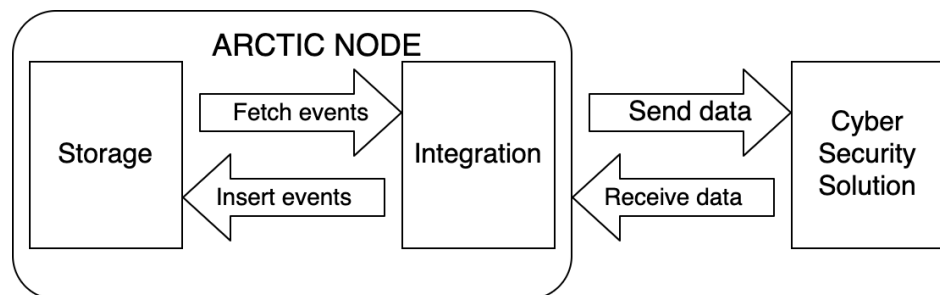 ARCTIC NODE
Storage
Fetch events
Insert events
Integration
Send data
Receive data
Cyber
Security
Solution